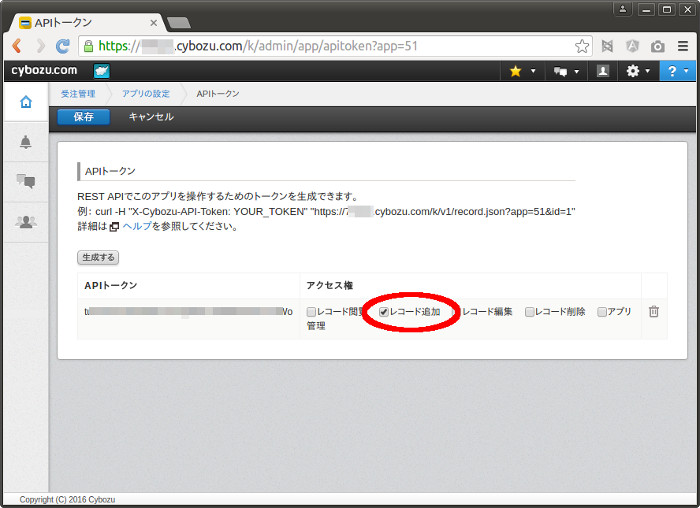 APIトークン
https:// .cybozu.com/k/admin/app/apitoken?app=51
cybozu.com
?
受注管理 アプリの設定 APIトークン
保存 キャンセル
APIトークン
REST APIでこのアプリを操作するためのトークンを生成できます。
例: curl -H "X-Cybozu-API-Token: YOUR_TOKEN" "https://7 .cybozu.com/k/v1/record.json?app=51&id=1"
詳細は ヘルプを参照してください。
生成する
APIトークン アクセス権
レコード閲覧 レコード追加 レコード編集 レコード削除 アプリ
管理
Copyright (C) 2016 Cybozu